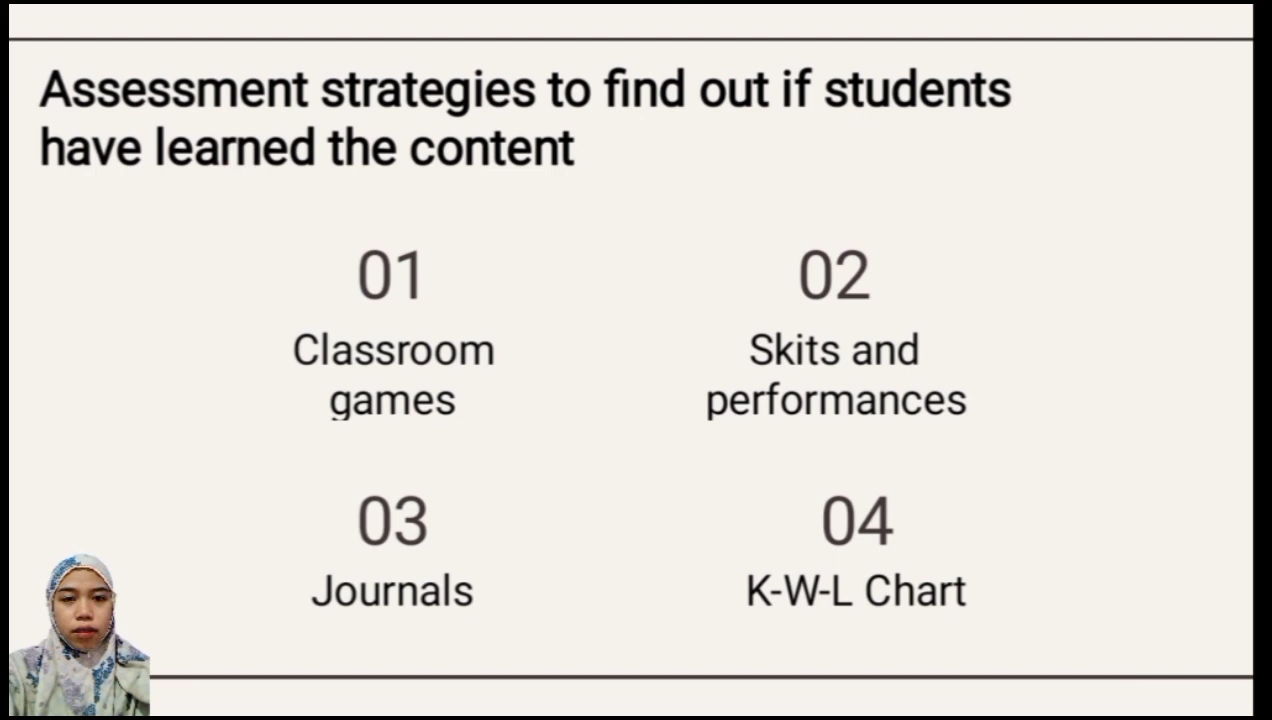 Assessment strategies to find out if students
have learned the content
01
Classroom
games
02
Skits and
performances
03
Journals
04
K-W-L Chart